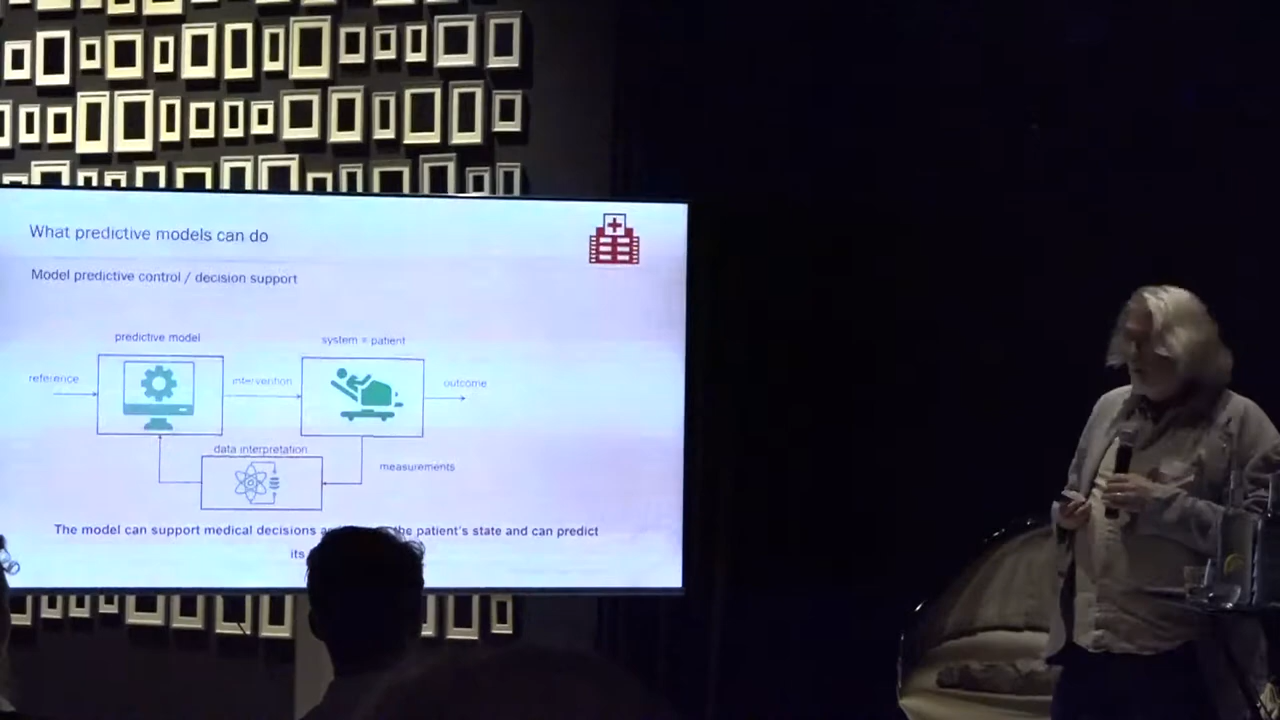 What predictive models can do
Model predictive control / decision support
predictive model
system = patient
reference
intervention
outcome
data interpretation
measurements
The model can support medical decisions the patient's state and can predict
its